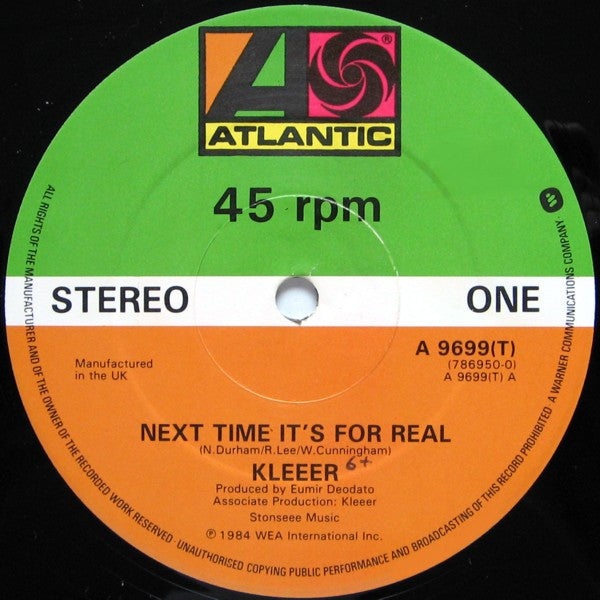 ®
ATLANTIC
45 rpm
STEREO
ONE
A 9699(T)
(786950-0)
A 9699(T) A
Manufactured
in the UK
NEXT TIME IT'S FOR REAL
(N.Durham/R.Lee/W.Cunningham)
KLEEER 6+
Produced by Eumir Deodato
Associate Production: Kleeer
Stonseee Music
℗ 1984 WEA International Inc.
ALL RIGHTS OF THE MANUFACTURER AND OF THE OWNER OF THE RECORDED WORK RESERVED · UNAUTHORISED COPYING PUBLIC PERFORMANCE AND BROADCASTING OF THIS RECORD PROHIBITED A WARNER COMMUNICATIONS COMPANY